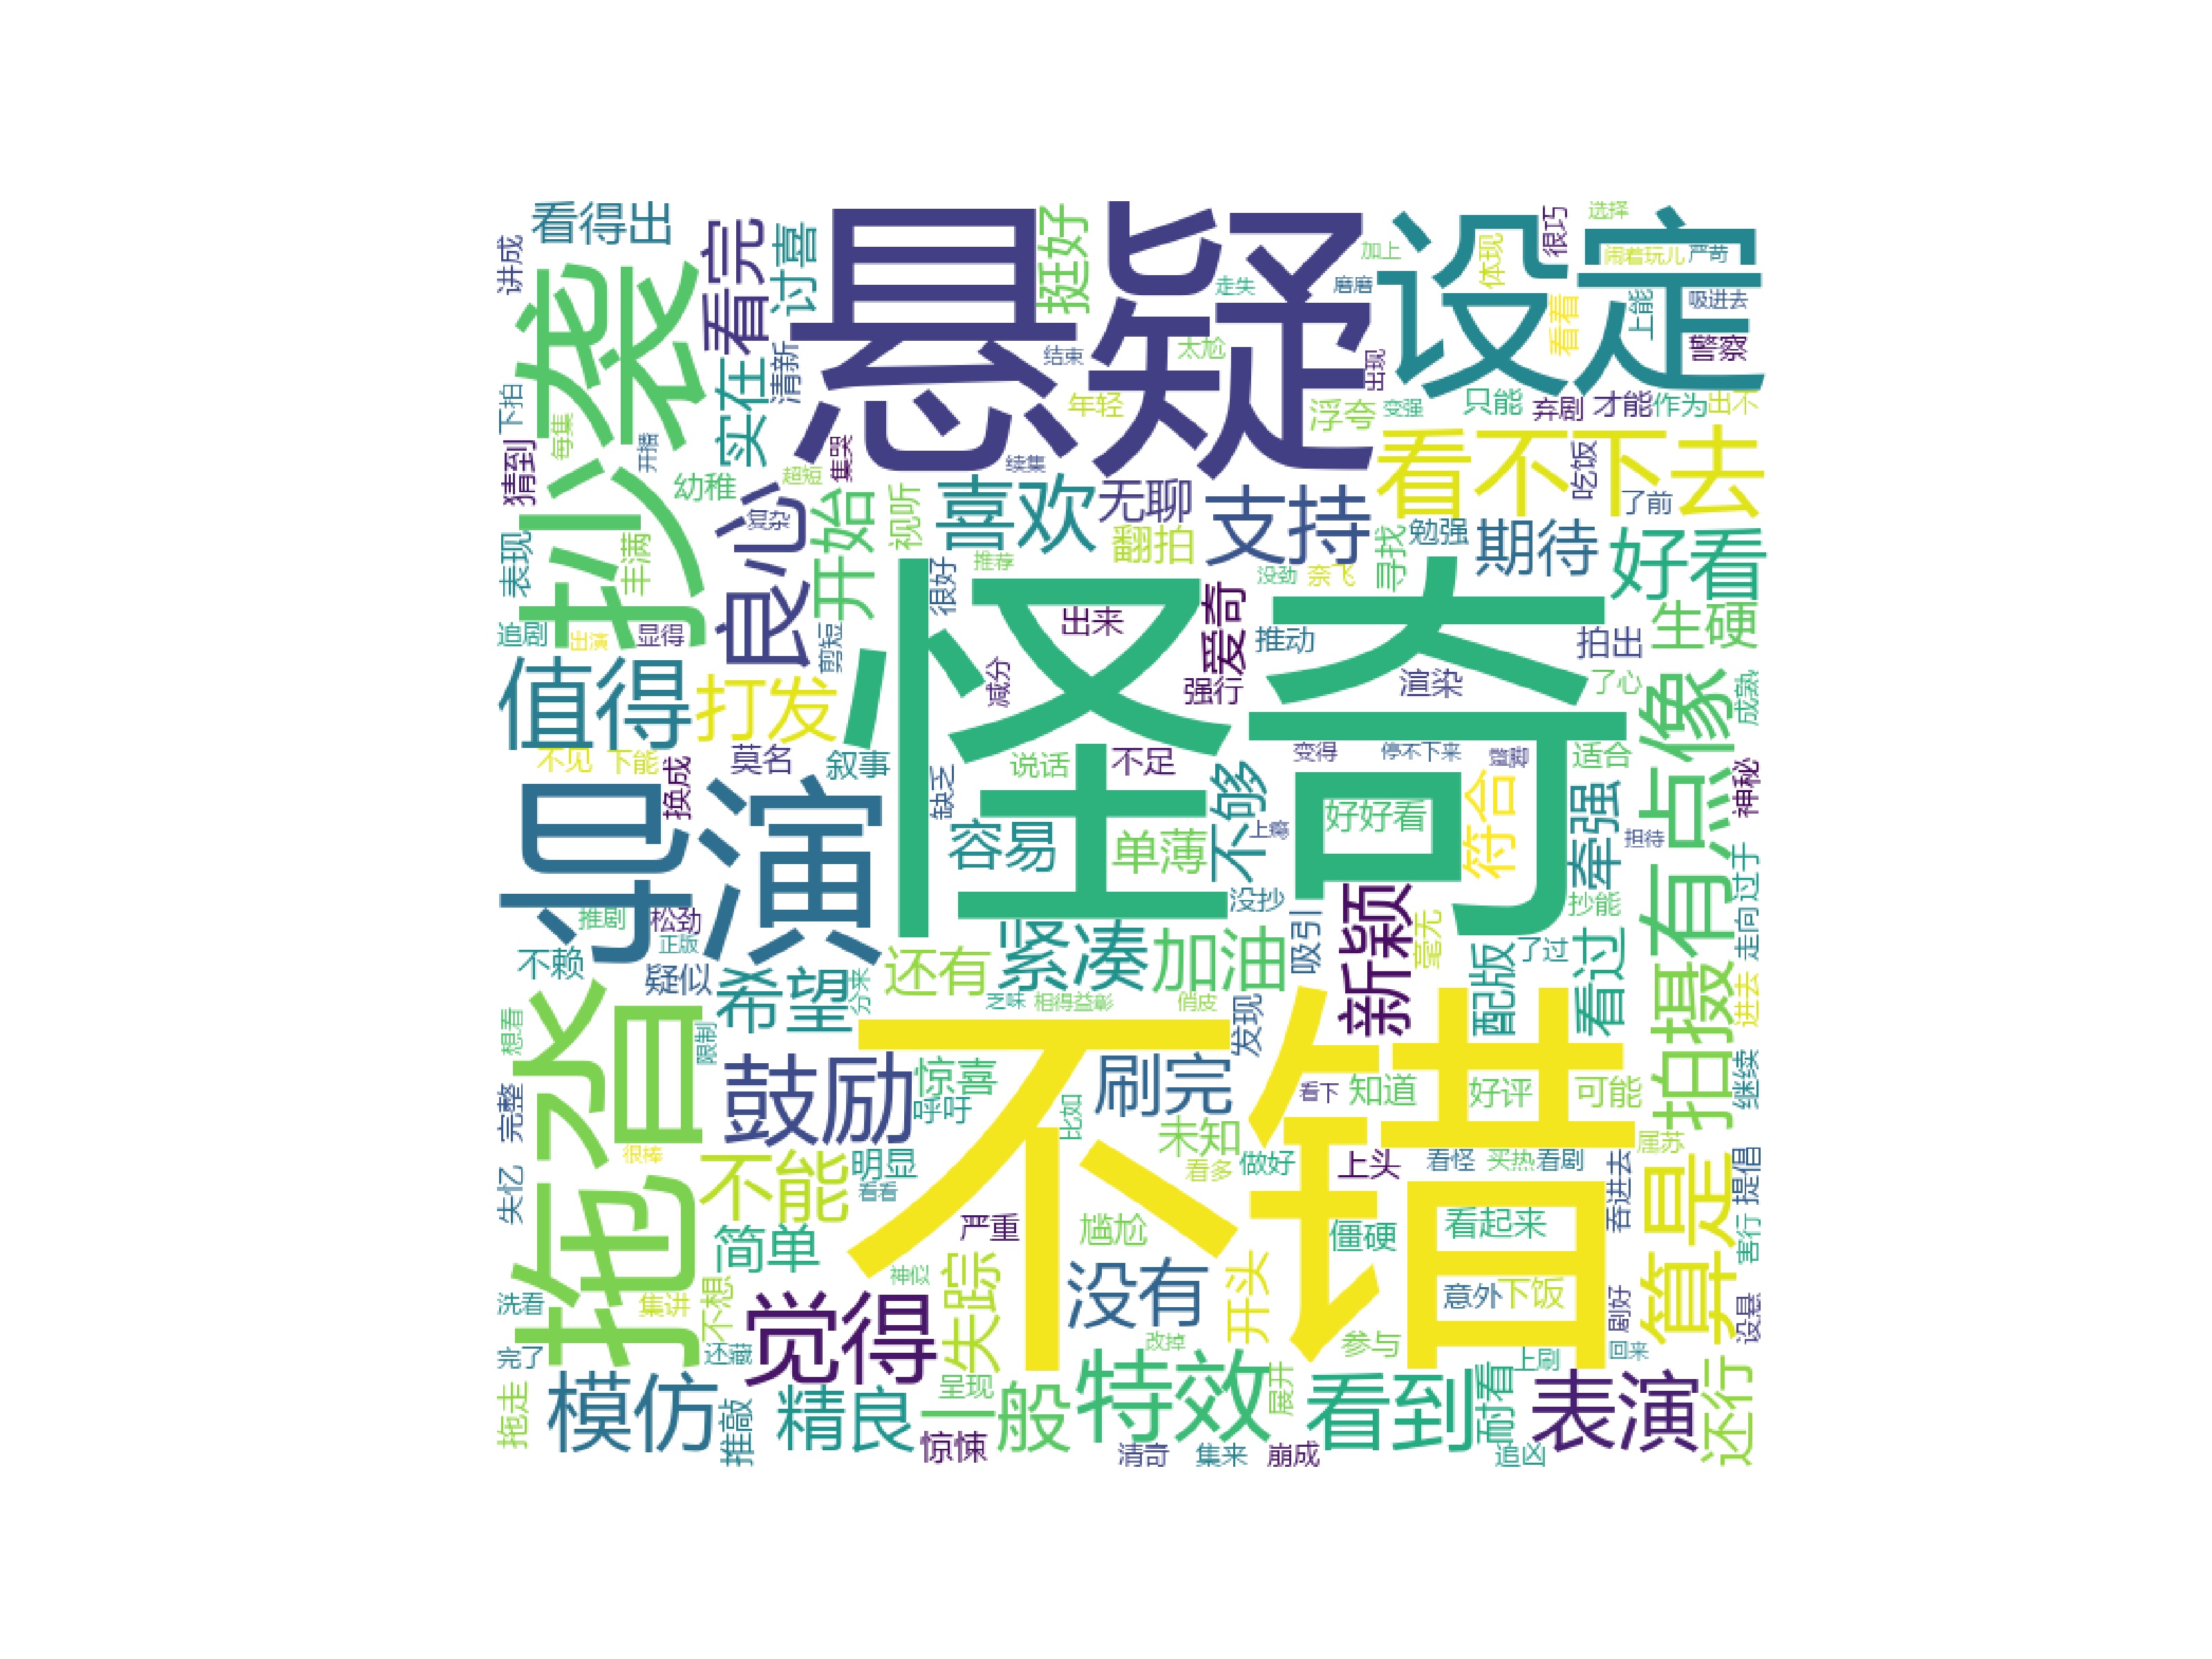 怪奇
不错
悬疑
设定
抄袭
导演
拖沓
看不下去
有点像
拍摄
算是
值得
良心
看完
喜欢
支持
期待
好看
生硬
打发
开始
实在
讨喜
挺好
看得出
讲成
下拍
每集
开播
猜到
表现
丰满
追剧
出演
显得
幼稚
超短
集哭
清新
复杂
视听
无聊
翻拍
续集
结束
太尬
走失
年轻
加上
磨磨
出现
变强
浮夸
选择
很巧
体现
闹着玩儿
严苛
看看
上能
吸进去
警察
只能
弃剧
才能
作为
出不
吃饭
了前
勉强
寻找
奈飞
没劲
推荐
很好
剪短
减分
出来
爱奇
强行
推动
拍出
渲染
了心
成熟
神秘
不见
下能
换成
莫名
叙事
缺乏
说话
不足
不够
变得
停不下来
蹩脚
适合
容易
单薄
上瘾
好好看
符合
牵强
担待
过于
走向
进去
继续
提倡
推剧
松劲
正版
不赖
疑似
希望
分来
还有
紧凑
加油
没抄
吸引
新颖
毫无
配版
了过
抄能
看过
乏味
相得益彰
俏皮
发现
想看
限制
完整
失忆
很棒
鼓励
惊喜
呼吁
比如
刷完
看下
知道
好评
可能
属苏
未知
看多
做好
上头
看怪
买热
看剧
吞进去
不能
明显
看看
简单
严重
尴尬
僵硬
看起来
害行
设悬
剧好
回来
意外
下饭
开头
没有
失踪
神似
觉得
不想
集讲
洗看
完了
还藏
拖走
模仿
推敲
精良
呈现
一般
惊悚
特效
改掉
展开
清奇
集来
崩成
参与
看到
耐看
上刷
追凶
表演
还行